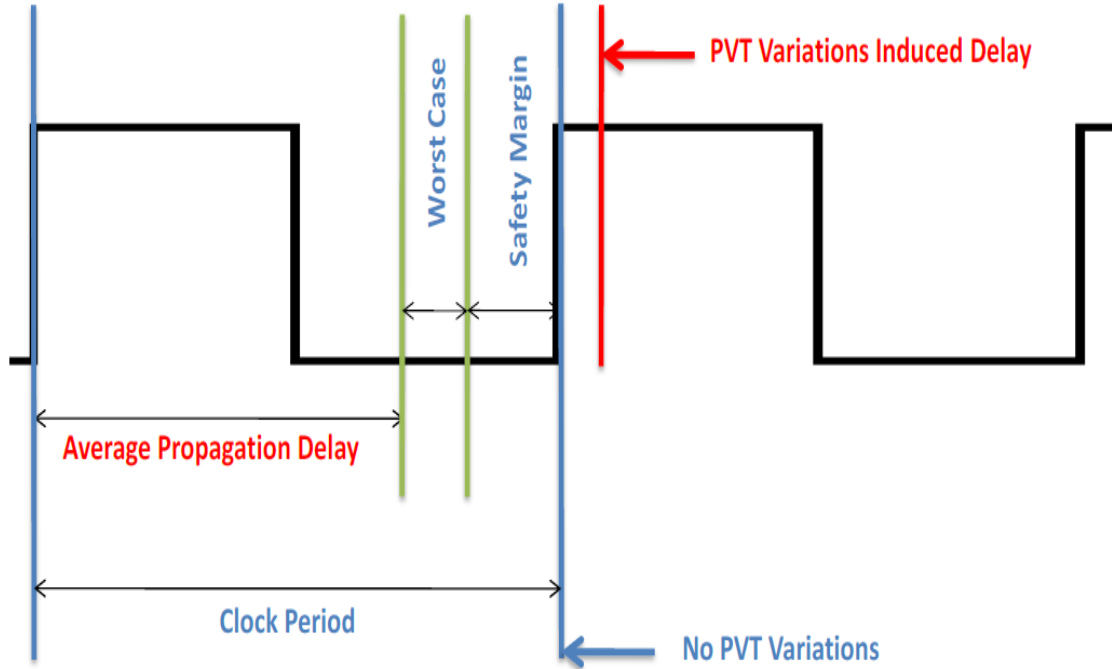 PVT Variations Induced Delay
Worst Case
Safety Margin
Average Propagation Delay
Clock Period
No PVT Variations